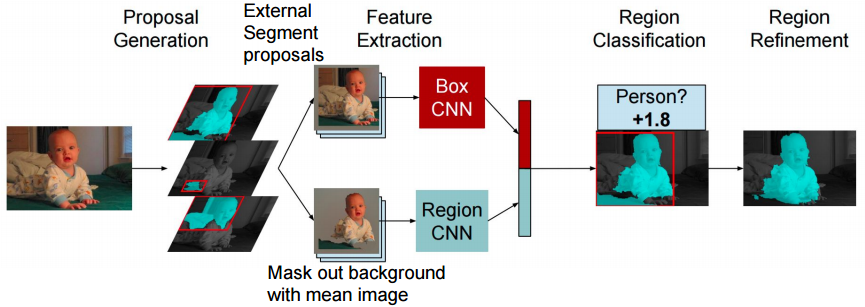 Proposal
Generation
External
Segment
proposals
Feature
Extraction
Region
Classification
Region
Refinement
Box
CNN
Person?
+1.8
Region
CNN
Mask out background
with mean image